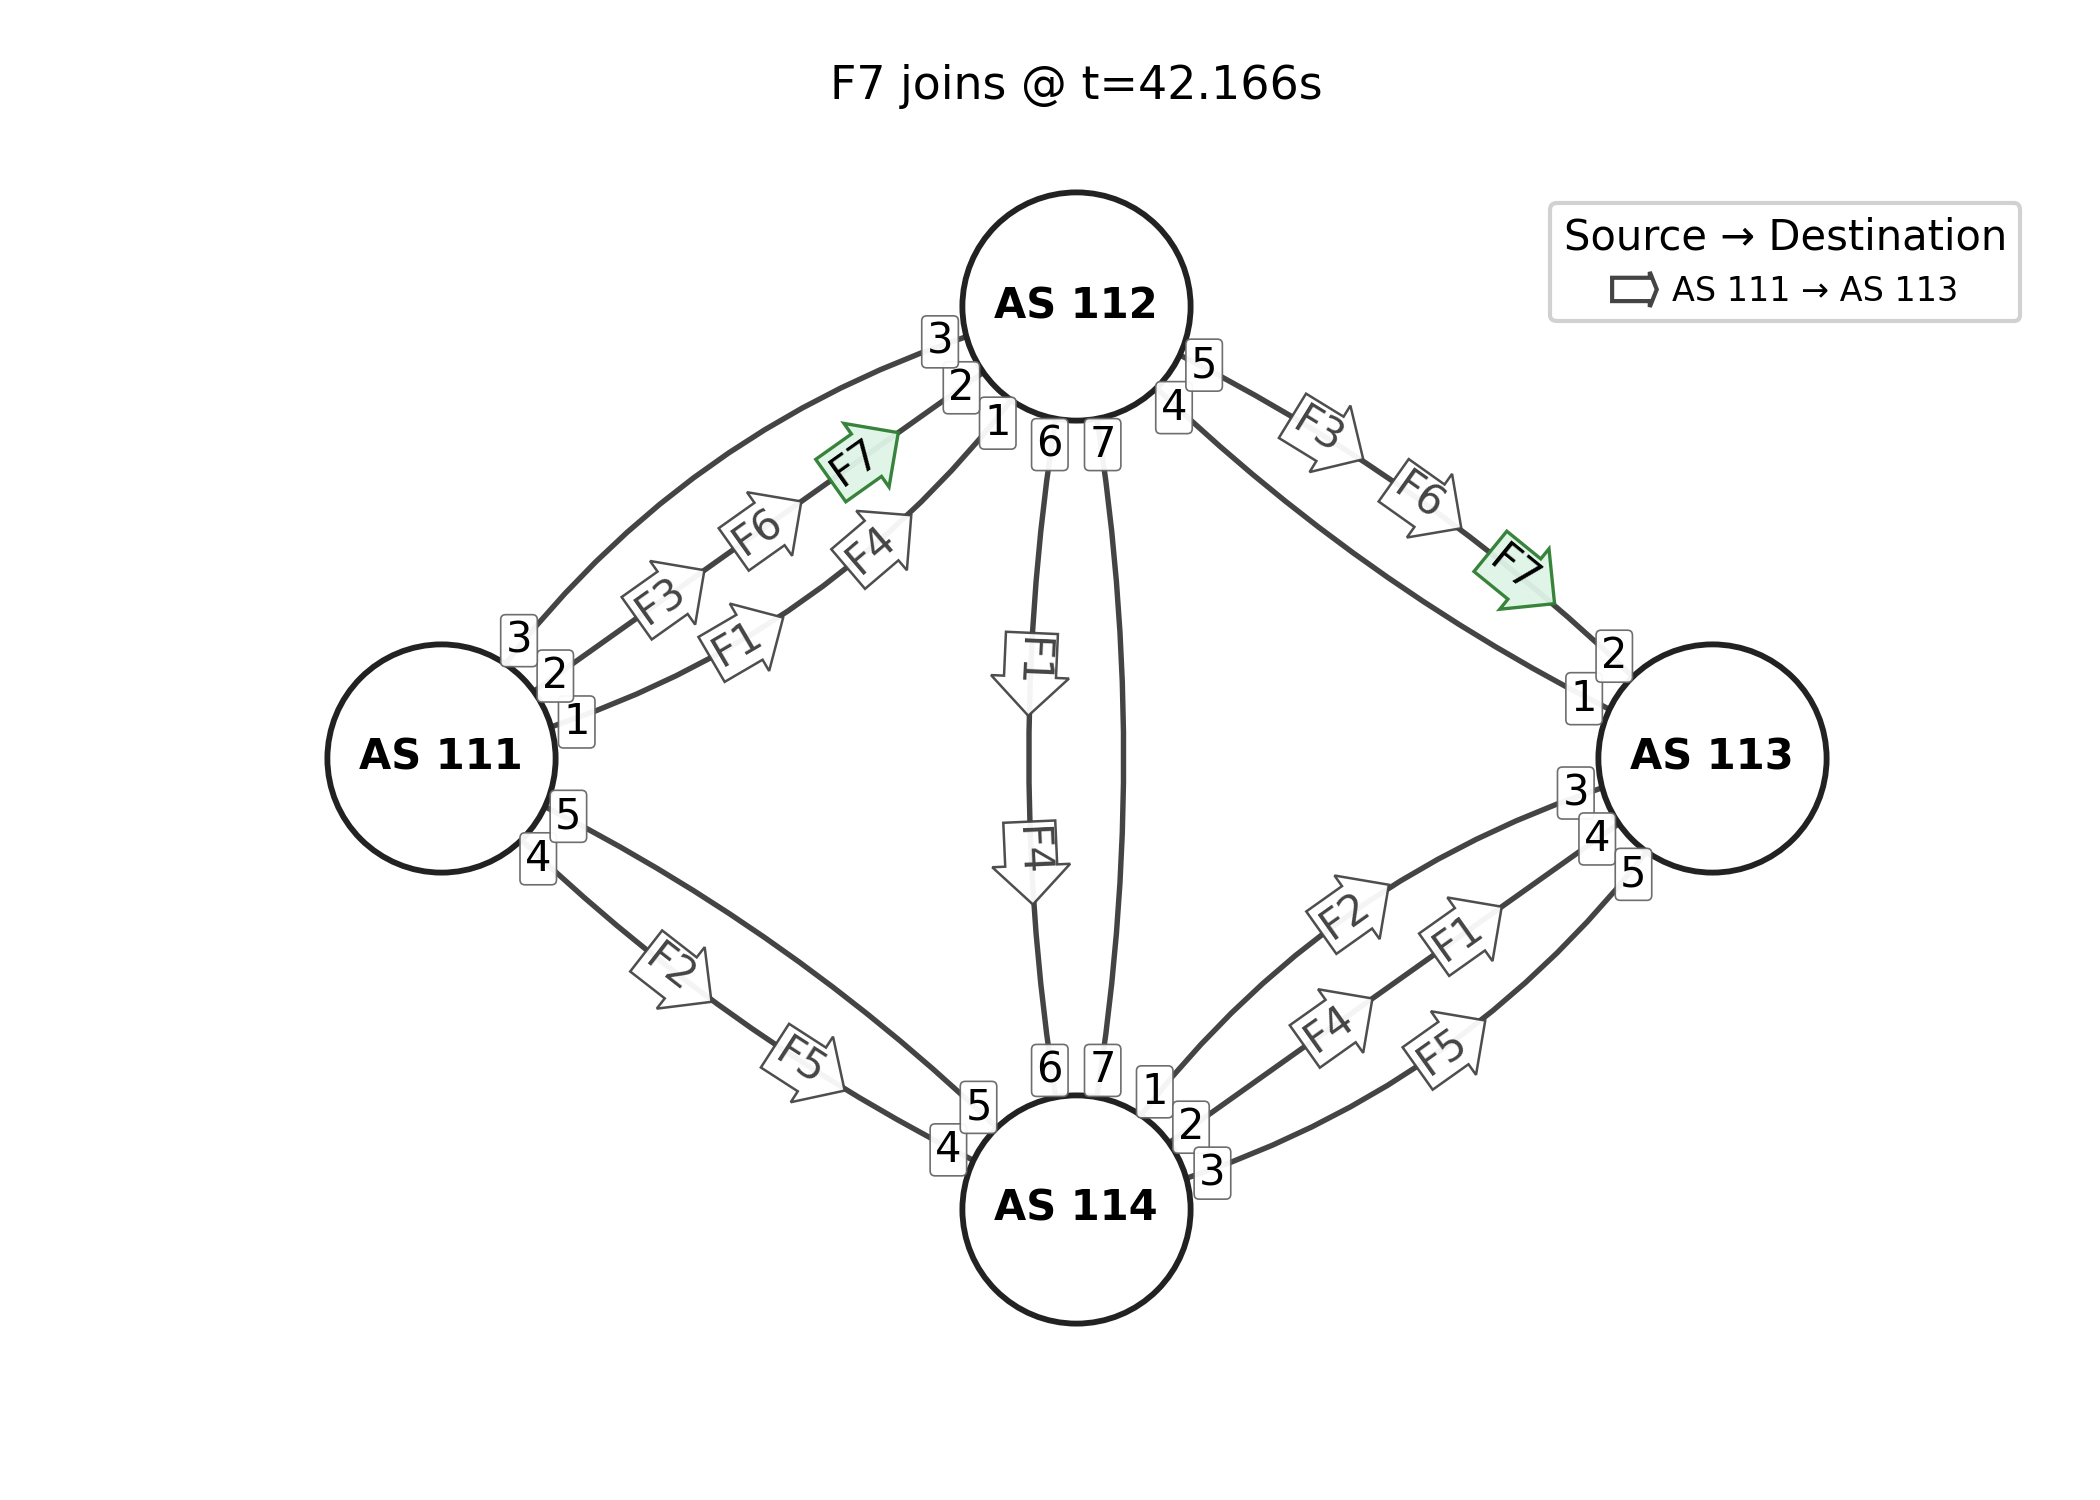 F7 joins @ t=42.166s
Source → Destination
AS 111 → AS 113
AS 112
3
2
1
6
7
4
5
F7
F6
F3
F4
F1
F3
F6
F7
3
2
1
2
1
AS 111
AS 113
F1
F4
5
4
3
4
5
F2
F5
F2
F1
F4
F5
5
4
6
7
1
2
3
AS 114